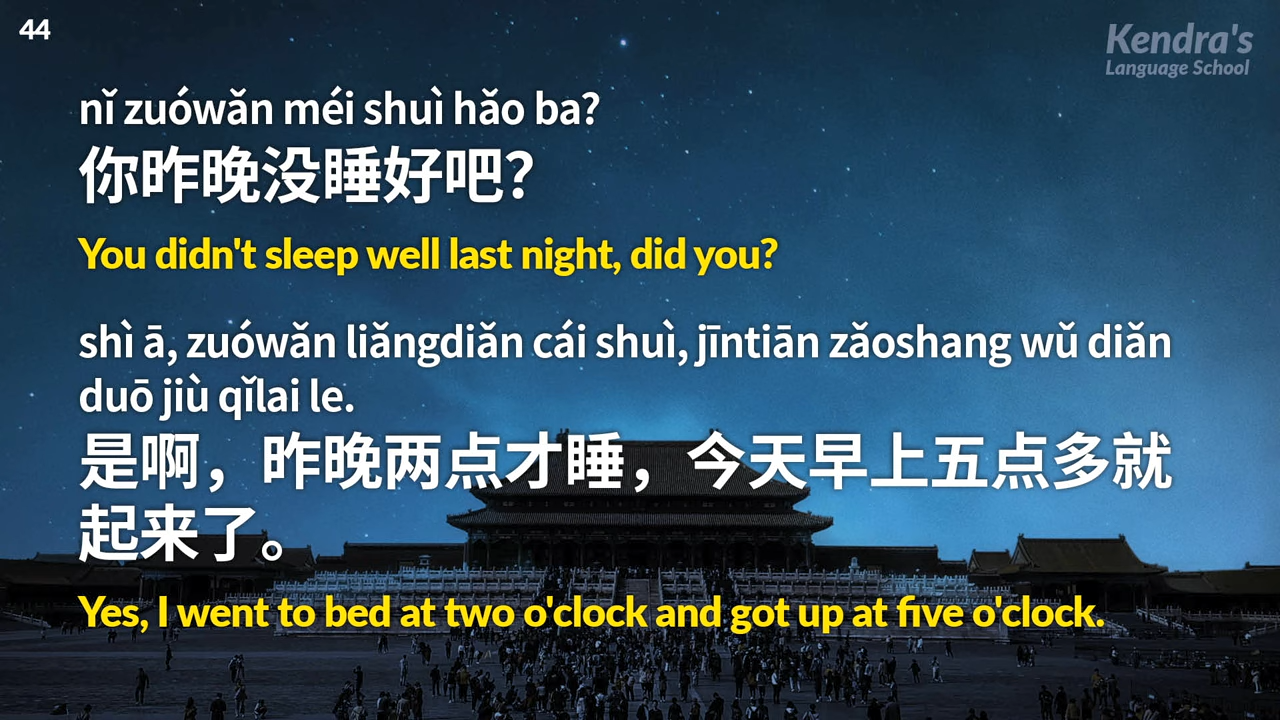 44
Kendra's
Language School
nǐ zuówǎn méi shuì hǎo ba?
你昨晚没睡好吧？
You didn't sleep well last night, did you?
shì ā, zuówǎn liǎngdiǎn cái shuì, jīntiān zǎoshang wǔ diǎn
duō jiù qǐlai le.
是啊，昨晚两点才睡，今天早上五点多就
起来了。
Yes, I went to bed at two o'clock and got up at five o'clock.